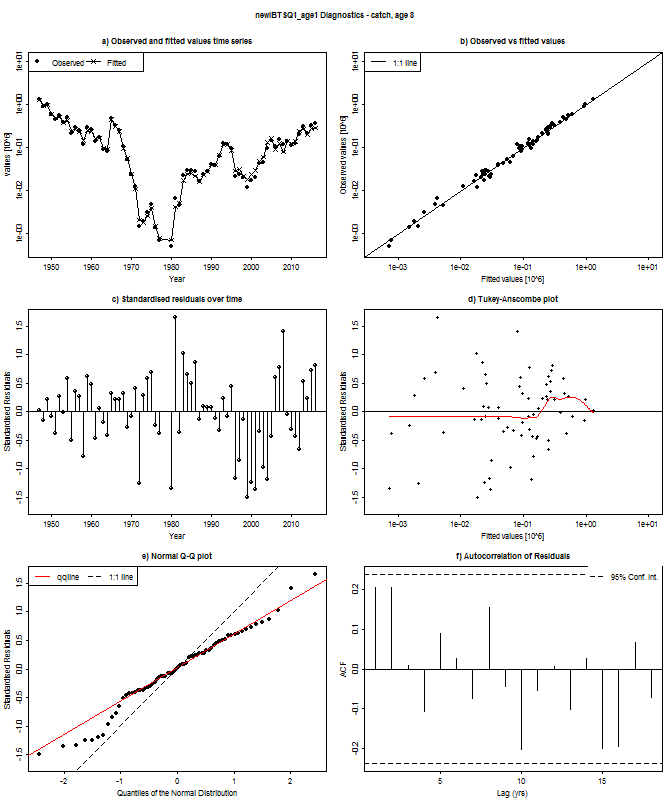 newIBTSQ1_age1 Diagnostics - catch, age 8
a) Observed and fitted values time series
Observed Fitted
values [10^6]
1e+01
1e+00
1e-01
1e-02
1e-03
1950 1960 1970 1980 1990 2000 2010
Year
b) Observed vs fitted values
1:1 line
Observed values [10^6]
1e+01
1e+00
1e-01
1e-02
1e-03
1e-03 1e-02 1e-01 1e+00 1e+01
Fitted values [10^6]
c) Standardised residuals over time
Standardised Residuals
1.5
1.0
0.5
0.0
-0.5
-1.0
-1.5
1950 1960 1970 1980 1990 2000 2010
Year
d) Tukey-Anscombe plot
Standardised Residuals
1.5
1.0
0.5
0.0
-0.5
-1.0
-1.5
1e-03 1e-02 1e-01 1e+00 1e+01
Fitted values [10^6]
e) Normal Q-Q plot
qqline 1:1 line
Standardised Residuals
1.5
1.0
0.5
0.0
-0.5
-1.0
-1.5
-2 -1 0 1 2
Quantiles of the Normal Distribution
f) Autocorrelation of Residuals
95% Conf. Int.
ACF
0.2
0.1
0.0
-0.1
-0.2
5 10 15
Lag (yrs)